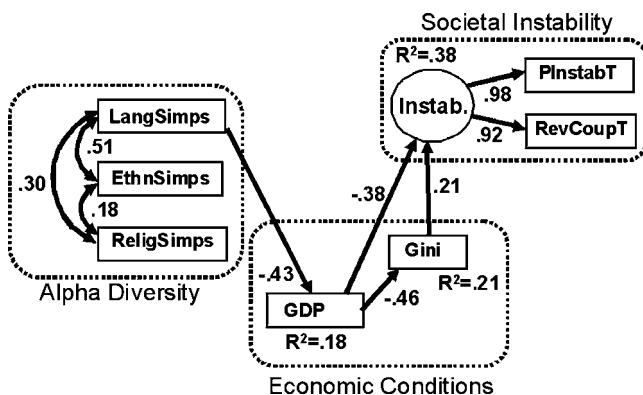 Societal Instability
R²=.38
Instab.
PInstabT
.98
.92
RevCoupT
LangSimps
.51
.30
EthnSimps
.18
ReligSimps
Alpha Diversity
-.43
-.38
.21
Gini
R²=.21
-.46
GDP
R²=.18
Economic Conditions